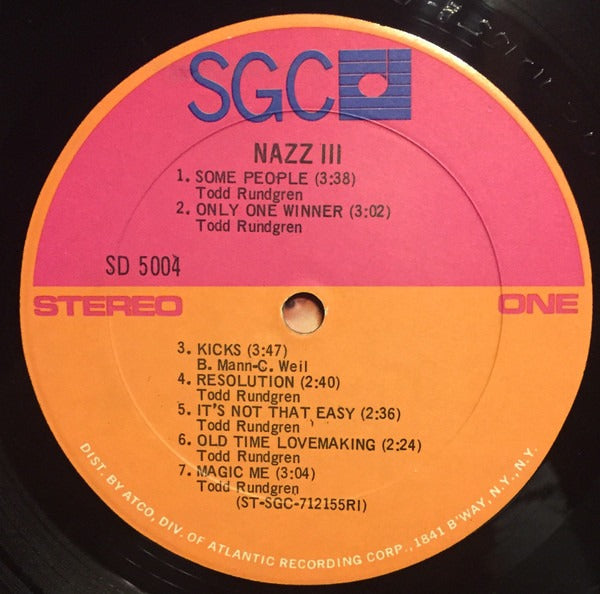 SGC
NAZZ III
1. SOME PEOPLE (3:38)
Todd Rundgren
2. ONLY ONE WINNER (3:02)
Todd Rundgren
SD 5004
STEREO ONE
3. KICKS (3:47)
B. Mann-C. Weil
4. RESOLUTION (2:40)
Todd Rundgren
5. IT'S NOT THAT EASY (2:36)
Todd Rundgren
6. OLD TIME LOVEMAKING (2:24)
Todd Rundgren
7. MAGIC ME (3:04)
Todd Rundgren
(ST-SGC-712155RI)
DIST. BY ATCO, DIV. OF ATLANTIC RECORDING CORP., 1841 B'WAY, N.Y., N.Y.